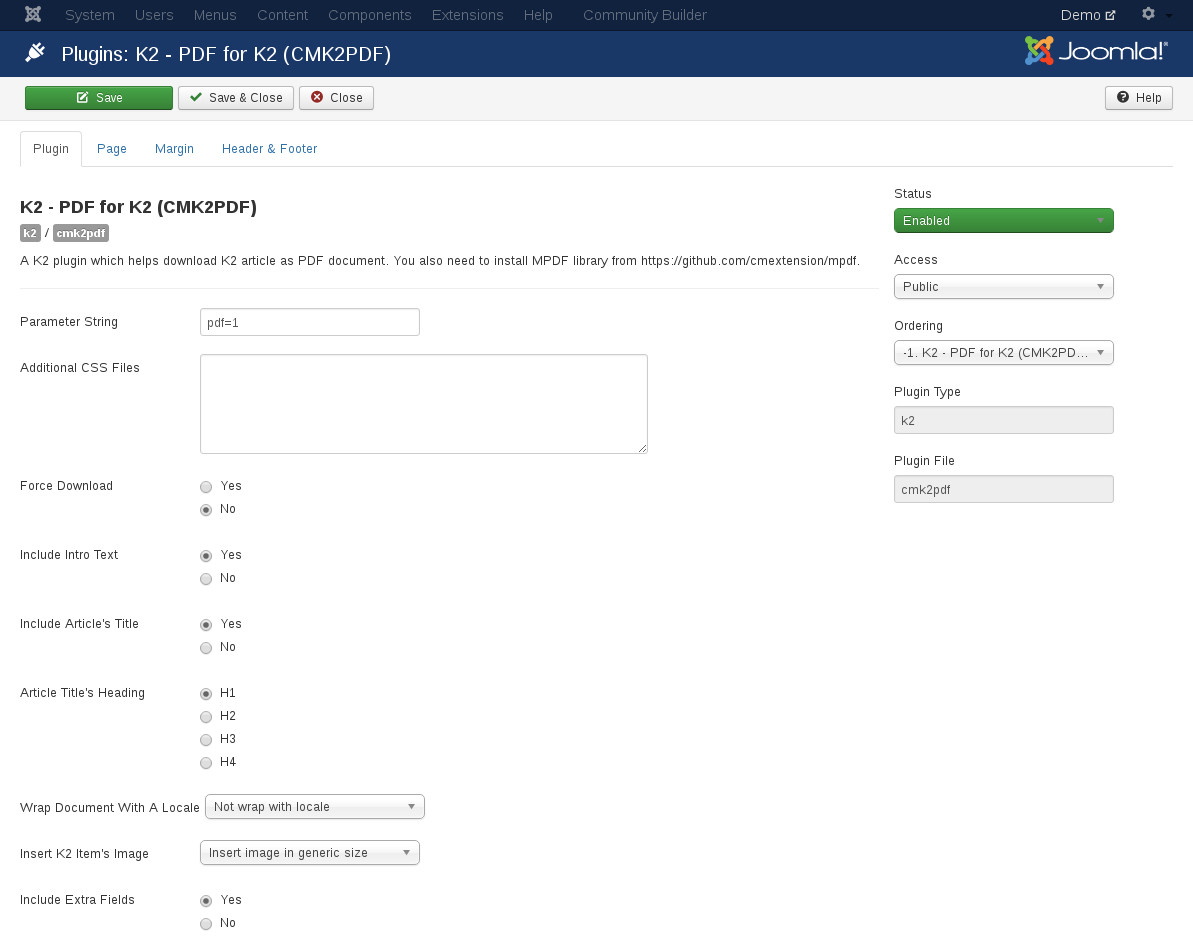 System Users Menus Content Components Extensions Help Community Builder Demo
Plugins: K2 - PDF for K2 (CMK2PDF) Joomla!®
Save Save & Close Close Help
Plugin Page Margin Header & Footer
K2 - PDF for K2 (CMK2PDF)
k2 / cmk2pdf
A K2 plugin which helps download K2 article as PDF document. You also need to install MPDF library from https://github.com/cmextension/mpdf.
Parameter String pdf=1
Additional CSS Files
Force Download Yes
No
Include Intro Text Yes
No
Include Article's Title Yes
No
Article Title's Heading H1
H2
H3
H4
Wrap Document With A Locale Not wrap with locale
Insert K2 Item's Image Insert image in generic size
Include Extra Fields Yes
No
Status
Enabled
Access
Public
Ordering
-1. K2 - PDF for K2 (CMK2PD...
Plugin Type
k2
Plugin File
cmk2pdf